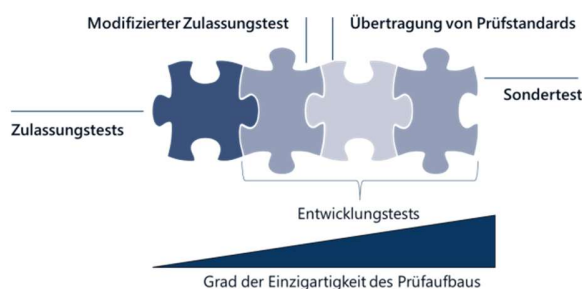 Modifizierter Zulassungstest
Übertragung von Prüfstandards
Sondertest
Zulassungstests
Entwicklungstests
Grad der Einzigartigkeit des Prüfaufbaus